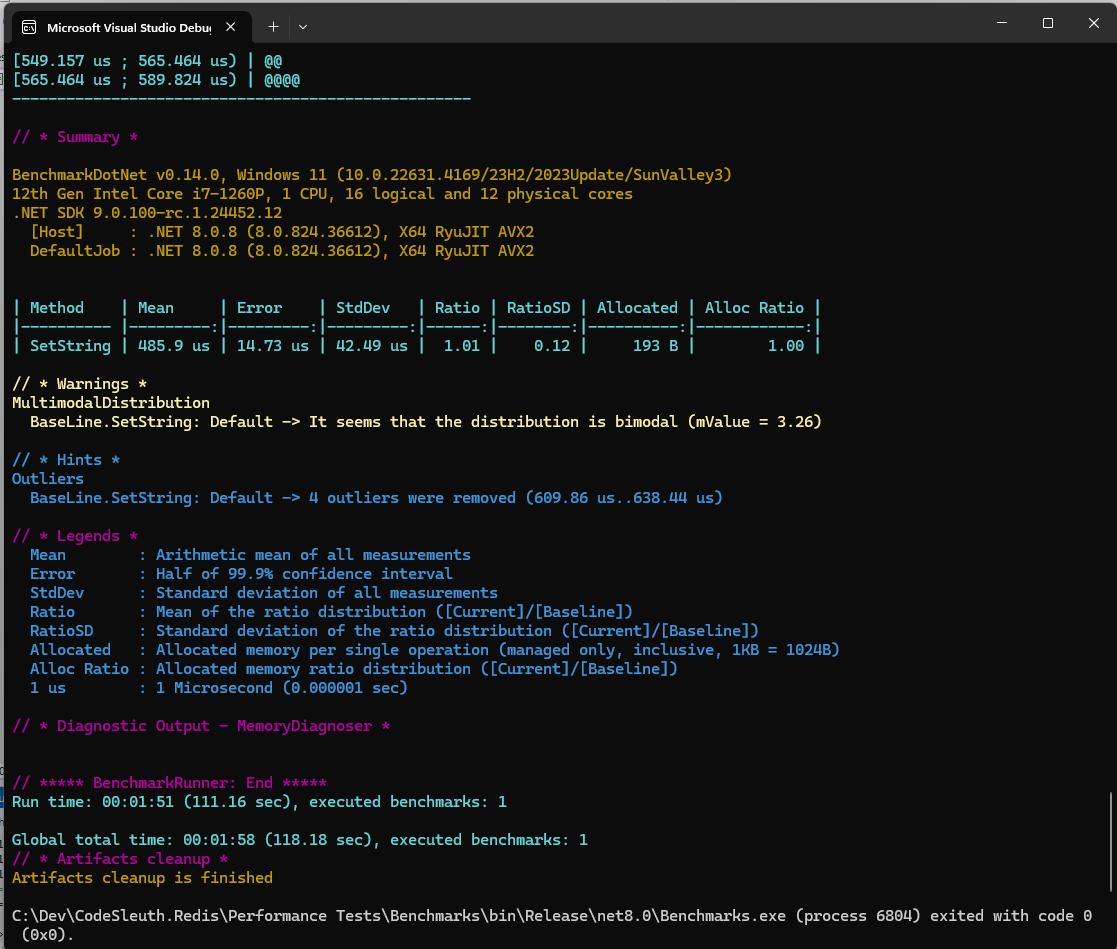 Microsoft Visual Studio Debu
[549.157 us ; 565.464 us) | @@
[565.464 us ; 589.824 us) | @@@@
---------------------------------------------------
// * Summary *
BenchmarkDotNet v0.14.0, Windows 11 (10.0.22631.4169/23H2/2023Update/SunValley3)
12th Gen Intel Core i7-1260P, 1 CPU, 16 logical and 12 physical cores
.NET SDK 9.0.100-rc.1.24452.12
  [Host]     : .NET 8.0.8 (8.0.824.36612), X64 RyuJIT AVX2
  DefaultJob : .NET 8.0.8 (8.0.824.36612), X64 RyuJIT AVX2
| Method    | Mean     | Error    | StdDev   | Ratio | RatioSD | Allocated | Alloc Ratio |
|---------- |---------:|---------:|---------:|------:|--------:|----------:|------------:|
| SetString | 485.9 us | 14.73 us | 42.49 us |  1.01 |    0.12 |     193 B |        1.00 |
// * Warnings *
MultimodalDistribution
  BaseLine.SetString: Default -> It seems that the distribution is bimodal (mValue = 3.26)
// * Hints *
Outliers
  BaseLine.SetString: Default -> 4 outliers were removed (609.86 us..638.44 us)
// * Legends *
  Mean        : Arithmetic mean of all measurements
  Error       : Half of 99.9% confidence interval
  StdDev      : Standard deviation of all measurements
  Ratio       : Mean of the ratio distribution ([Current]/[Baseline])
  RatioSD     : Standard deviation of the ratio distribution ([Current]/[Baseline])
  Allocated   : Allocated memory per single operation (managed only, inclusive, 1KB = 1024B)
  Alloc Ratio : Allocated memory ratio distribution ([Current]/[Baseline])
  1 us        : 1 Microsecond (0.000001 sec)
// * Diagnostic Output - MemoryDiagnoser *
// ***** BenchmarkRunner: End *****
Run time: 00:01:51 (111.16 sec), executed benchmarks: 1
Global total time: 00:01:58 (118.18 sec), executed benchmarks: 1
// * Artifacts cleanup *
Artifacts cleanup is finished
C:\Dev\CodeSleuth.Redis\Performance Tests\Benchmarks\bin\Release\net8.0\Benchmarks.exe (process 6804) exited with code 0
 (0x0).